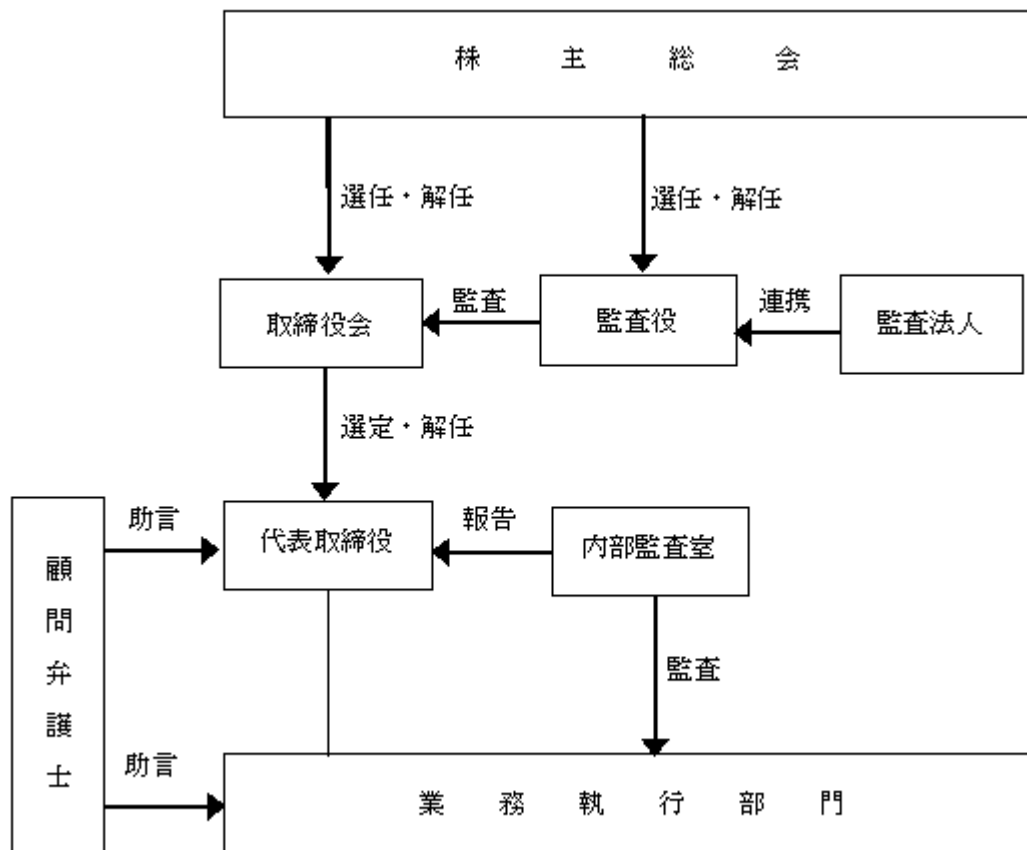 株主総会
選任・解任
選任・解任
取締役会
監査
監査役
連携
監査法人
選定・解任
顧問弁護士
助言
代表取締役
報告
内部監査室
監査
助言
業務執行部門